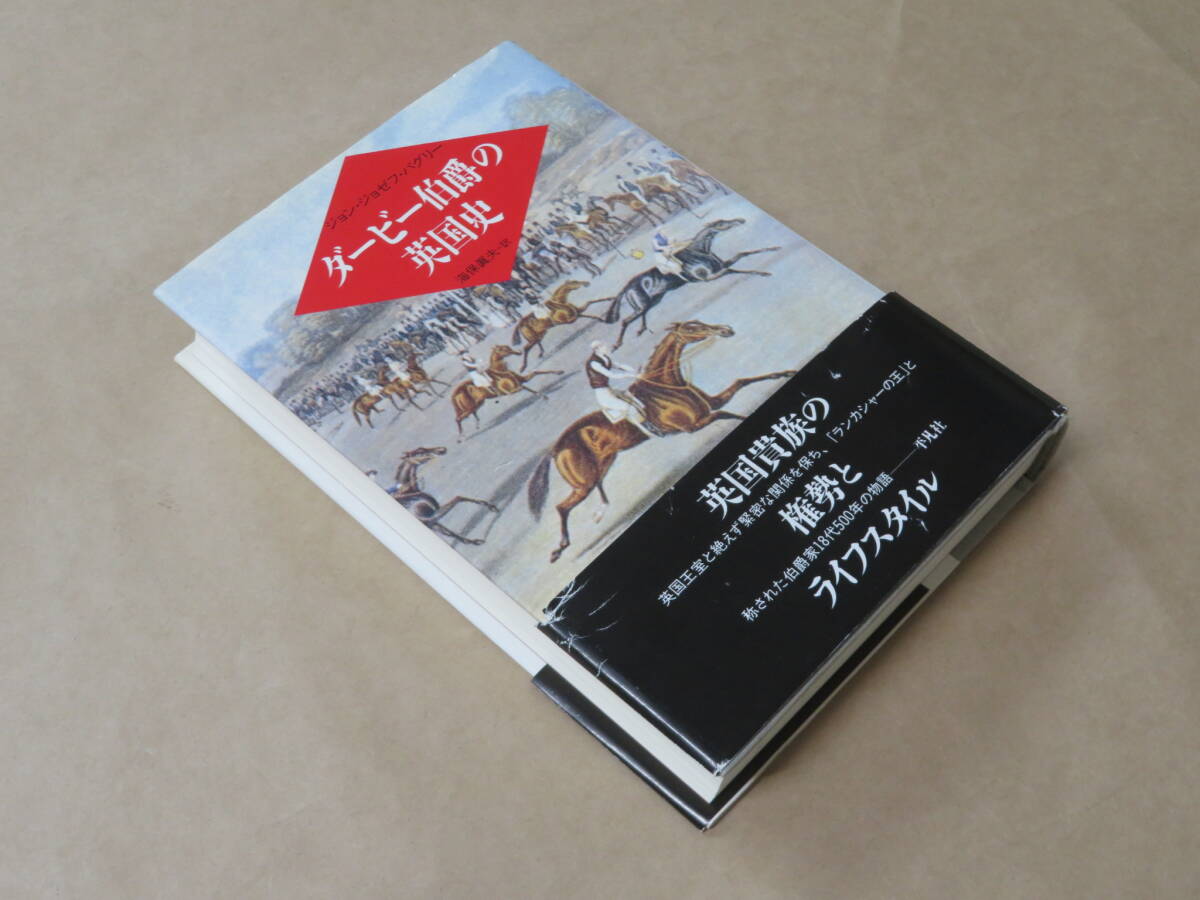 ジョン・ジョゼフ・バグリー
ダービー伯爵の
英国史
海保眞夫・訳
英国貴族の
権勢と
ライフスタイル
英国王室と絶えず緊密な関係を保ち、「ランカシャーの王」と
称された伯爵家18代500年の物語——平凡社